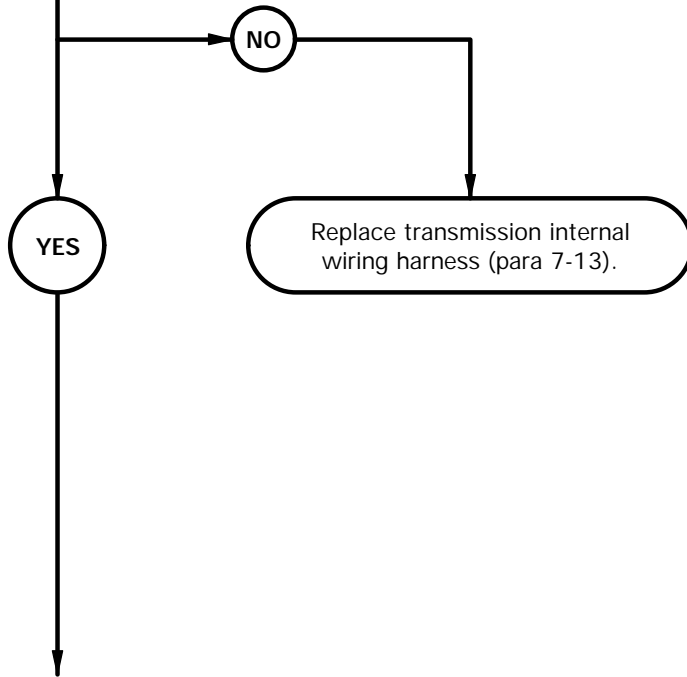 NO
YES
Replace transmission internal
wiring harness (para 7-13).